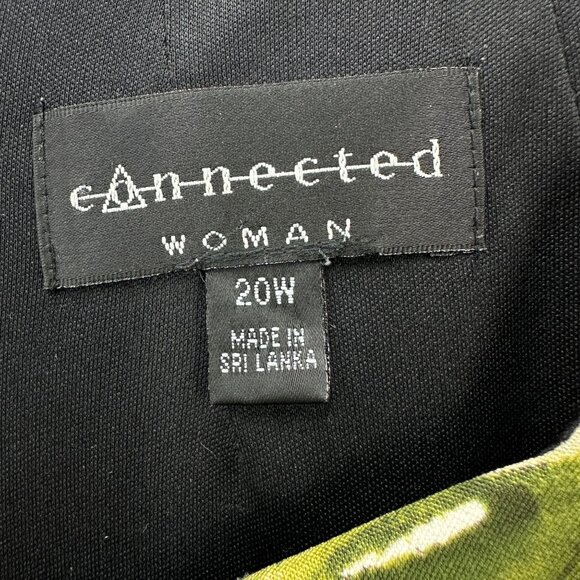 connected
WOMAN
20W
MADE IN
SRI LANKA